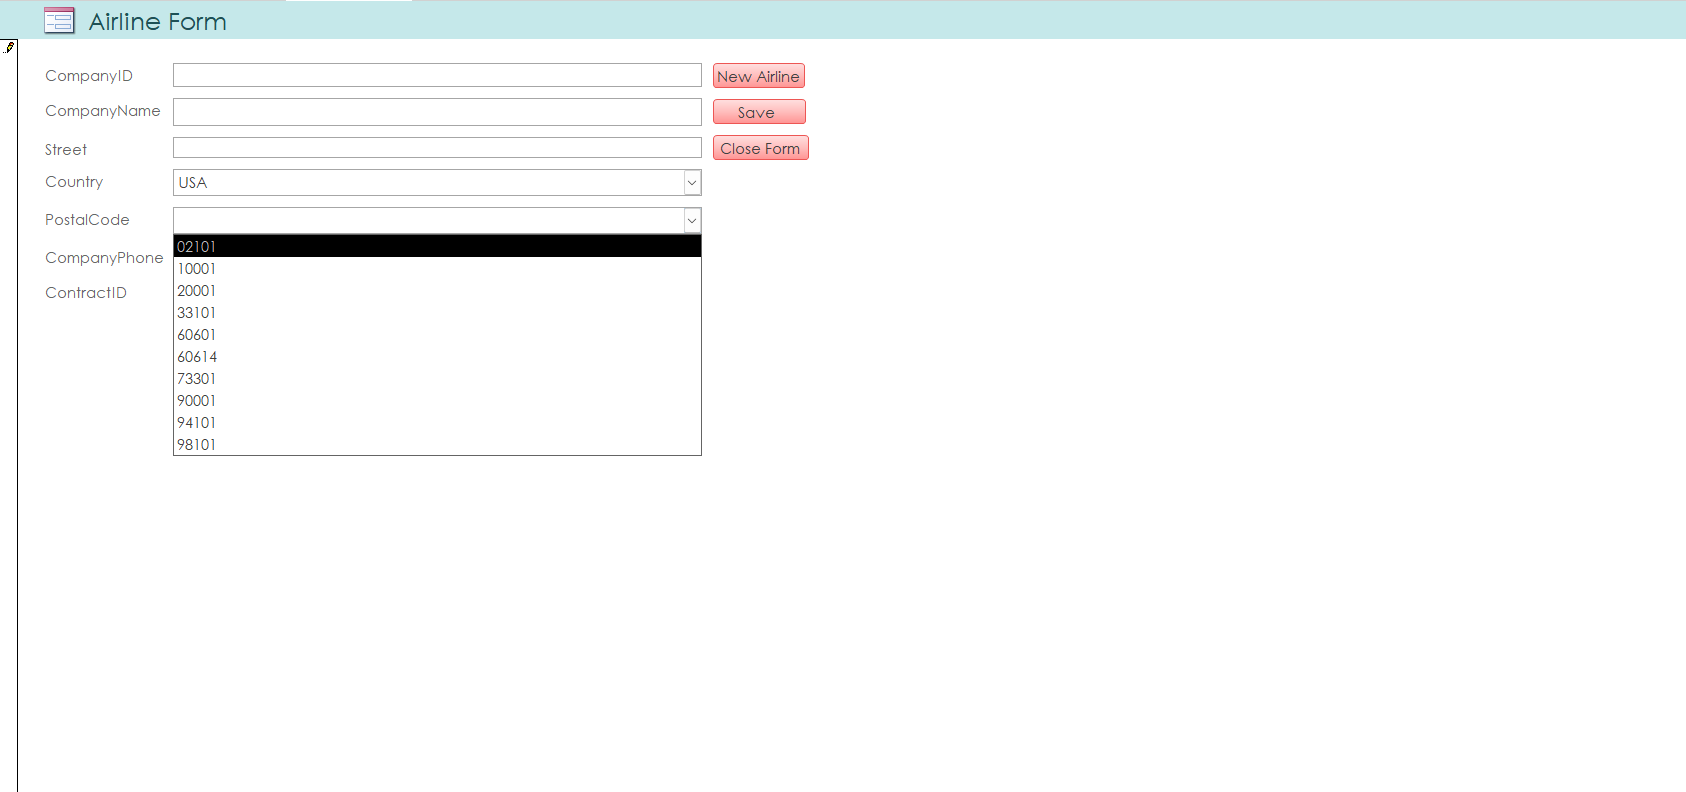 Airline Form
CompanyID
New Airline
CompanyName
Save
Street
Close Form
Country USA
PostalCode
02101
CompanyPhone
10001
20001
ContractID
33101
60601
60614
73301
90001
94101
98101